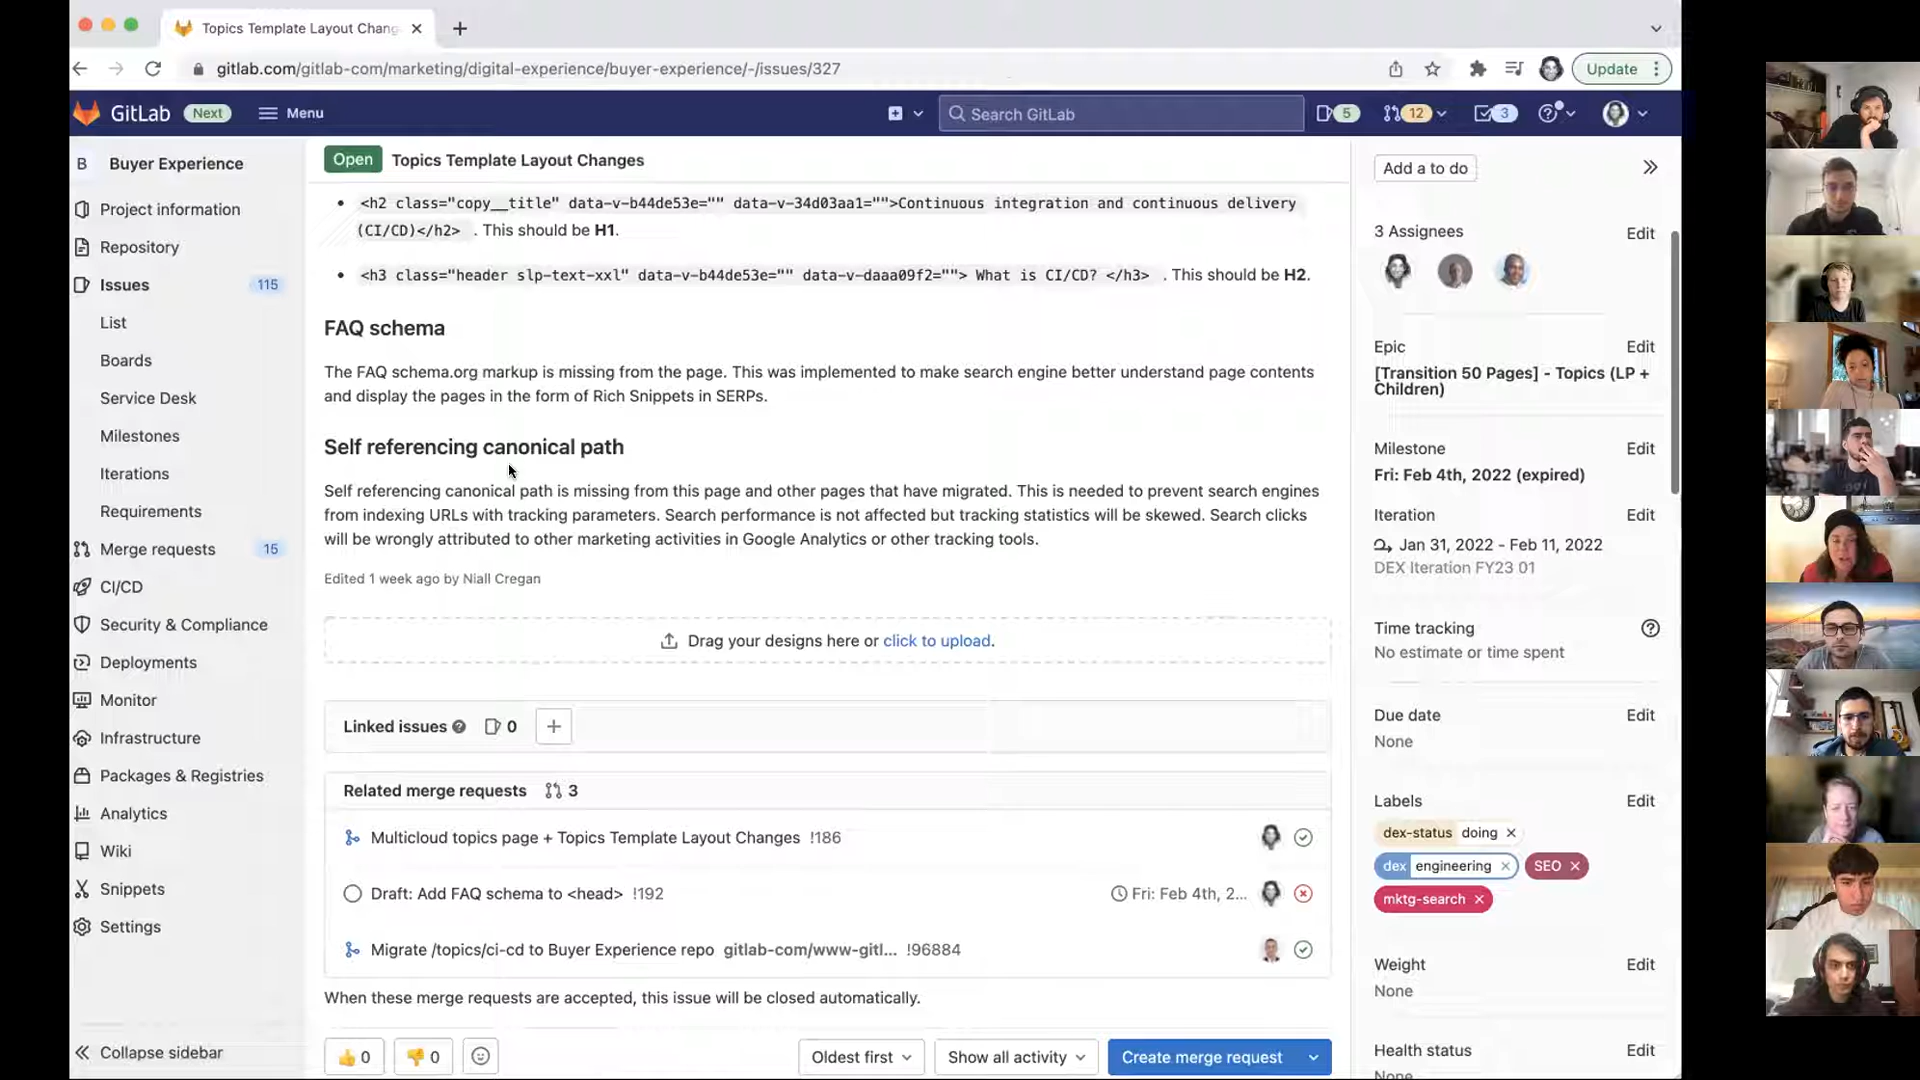 Topics Template Layout Chang
gitlab.com/gitlab-com/marketing/digital-experience/buyer-experience/-/issues/327
Update
GitLab
Next
Menu
Search GitLab
5
12
3
B
Buyer Experience
Project information
Repository
Issues
115
List
Boards
Service Desk
Milestones
Iterations
Requirements
Merge requests
15
CI/CD
Security & Compliance
Deployments
Monitor
Infrastructure
Packages & Registries
Analytics
Wiki
Snippets
Settings
Collapse sidebar
Open
Topics Template Layout Changes
• <h2 class="copy__title" data-v-b44de53e="" data-v-34d03aa1="">Continuous integration and continuous delivery
(CI/CD)</h2> . This should be H1.
• <h3 class="header slp-text-xxl" data-v-b44de53e="" data-v-daaa09f2=""> What is CI/CD? </h3> . This should be H2.
FAQ schema
The FAQ schema.org markup is missing from the page. This was implemented to make search engine better understand page contents
and display the pages in the form of Rich Snippets in SERPs.
Self referencing canonical path
Self referencing canonical path is missing from this page and other pages that have migrated. This is needed to prevent search engines
from indexing URLs with tracking parameters. Search performance is not affected but tracking statistics will be skewed. Search clicks
will be wrongly attributed to other marketing activities in Google Analytics or other tracking tools.
Edited 1 week ago by Niall Cregan
Drag your designs here or click to upload.
Linked issues
0
Related merge requests
3
Multicloud topics page + Topics Template Layout Changes !186
Draft: Add FAQ schema to <head> !192
Fri: Feb 4th, 2...
Migrate /topics/ci-cd to Buyer Experience repo gitlab-com/www-gitl... !96884
When these merge requests are accepted, this issue will be closed automatically.
0
0
Oldest first
Show all activity
Create merge request
Add a to do
3 Assignees
Edit
Epic
Edit
[Transition 50 Pages] - Topics (LP +
Children)
Milestone
Edit
Fri: Feb 4th, 2022 (expired)
Iteration
Edit
Jan 31, 2022 - Feb 11, 2022
DEX Iteration FY23 01
Time tracking
No estimate or time spent
Due date
Edit
None
Labels
Edit
dex-status doing
dex engineering
SEO
mktg-search
Weight
Edit
None
Health status
Edit
None